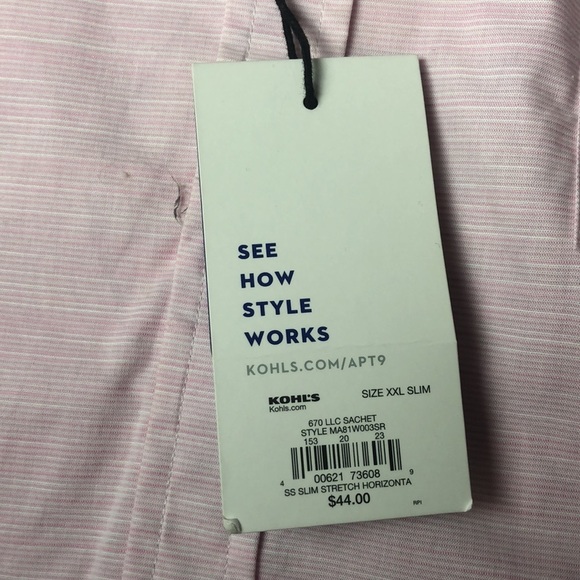 SEE
HOW
STYLE
WORKS
KOHLS.COM/APT9
KOHL'S
Kohls.com
SIZE XXL SLIM
670 LLC SACHET
STYLE MA81W003SR
153 20 23
4 00621 73608 9
SS SLIM STRETCH HORIZONTA
$44.00
RF1